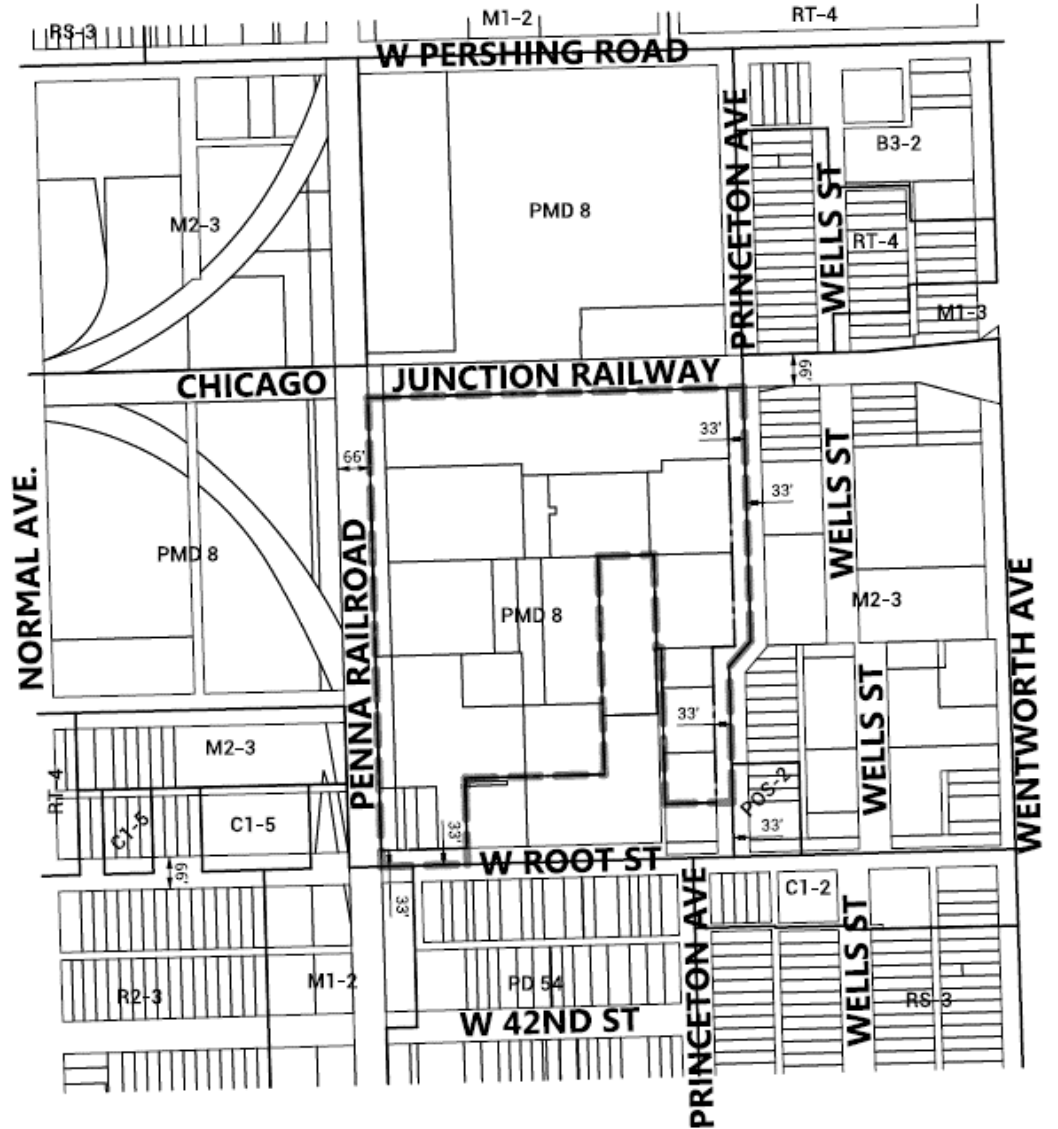 RS-3
M1-2
RT-4
W PERSHING ROAD
PRINCETON AVE
WELLS ST
B3-2
M2-3
PMD 8
RT-4
M1-3
CHICAGO
JUNCTION RAILWAY
66'
33'
66'
33'
NORMAL AVE.
PENNA RAILROAD
WELLS ST
PMD 8
PMD 8
M2-3
WENTWORTH AVE
WELLS ST
33'
M2-3
RT-4
C1-5
C1-5
POS-2
33'
33'
W ROOT ST
66'
33'
C1-2
PRINCETON AVE
WELLS ST
R2-3
M1-2
PD 54
RS-3
W 42ND ST